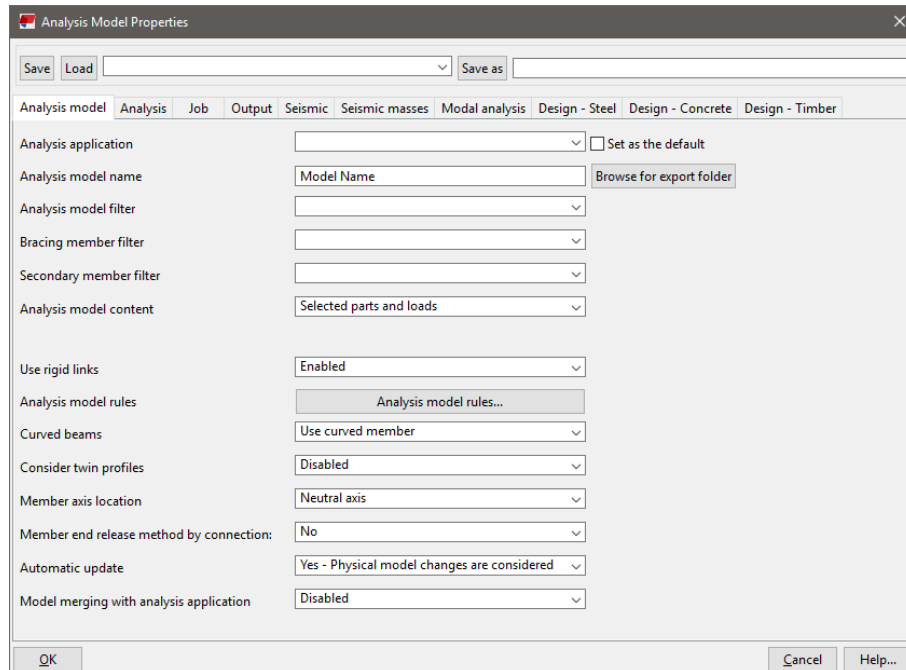 Analysis Model Properties
Save Load Save as
Analysis model Analysis Job Output Seismic Seismic masses Modal analysis Design - Steel Design - Concrete Design - Timber
Analysis application Set as the default
Analysis model name Model Name Browse for export folder
Analysis model filter
Bracing member filter
Secondary member filter
Analysis model content Selected parts and loads
Use rigid links Enabled
Analysis model rules Analysis model rules...
Curved beams Use curved member
Consider twin profiles Disabled
Member axis location Neutral axis
Member end release method by connection: No
Automatic update Yes - Physical model changes are considered
Model merging with analysis application Disabled
OK Cancel Help...